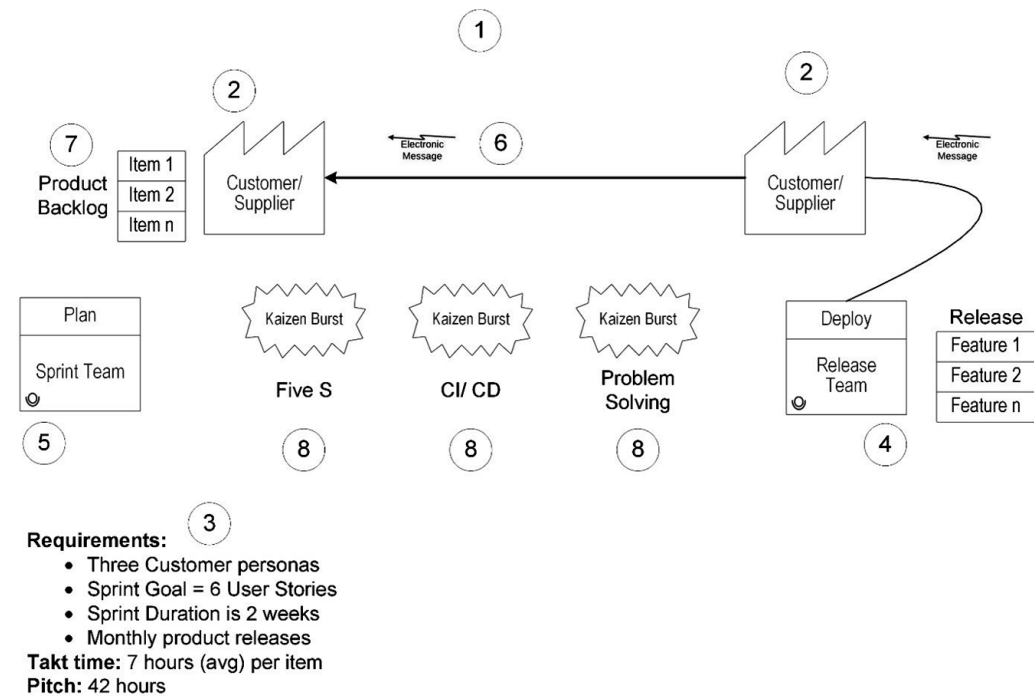 1
2
2
7
Product
Backlog
Item 1
Item 2
Item n
Customer/
Supplier
Electronic
Message
6
Customer/
Supplier
Electronic
Message
Plan
Sprint Team
5
Kaizen Burst
Five S
8
Kaizen Burst
CI/ CD
8
Kaizen Burst
Problem
Solving
8
Deploy
Release
Team
4
Release
Feature 1
Feature 2
Feature n
3
Requirements:
• Three Customer personas
• Sprint Goal = 6 User Stories
• Sprint Duration is 2 weeks
• Monthly product releases
Takt time: 7 hours (avg) per item
Pitch: 42 hours